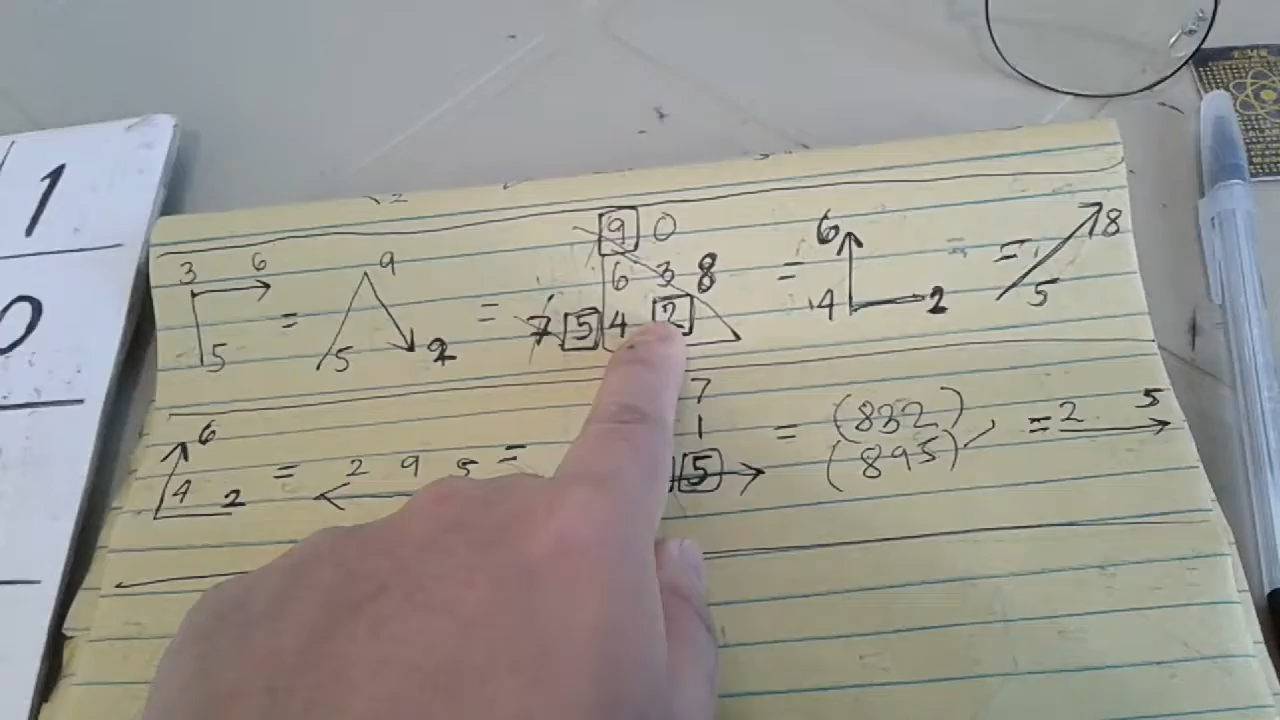 1
0
9 0
3 6 = 9 = 6 3 8 = 6 = 8
5 5 2 7 5 4 2 4 2 5
7
6 1 = (832) = 2 5
4 2 = 2 9 5 = 5 (895)